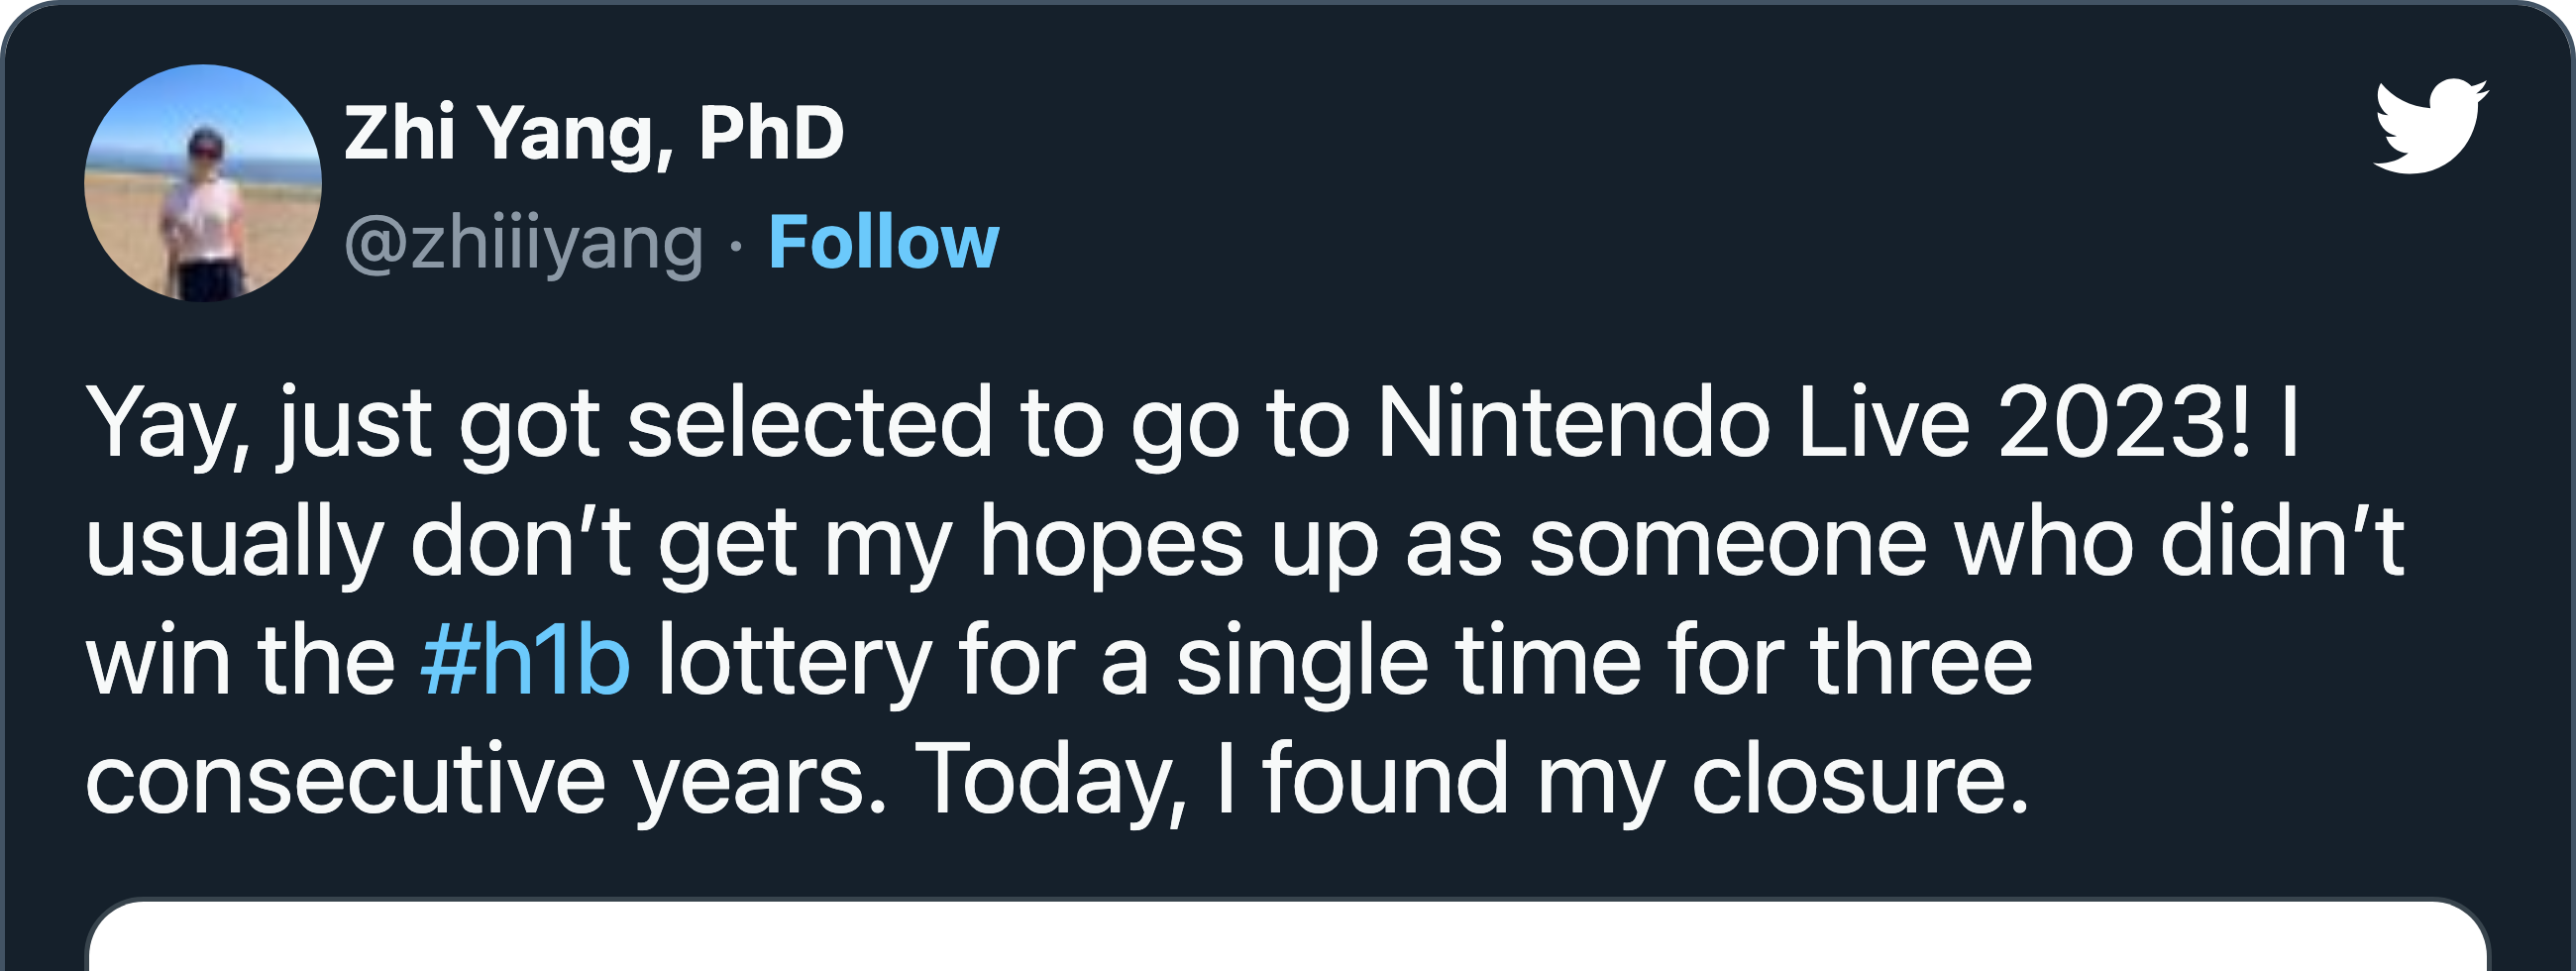 Zhi Yang, PhD
@zhiiiyang · Follow
Yay, just got selected to go to Nintendo Live 2023! I
usually don’t get my hopes up as someone who didn’t
win the #h1b lottery for a single time for three
consecutive years. Today, I found my closure.